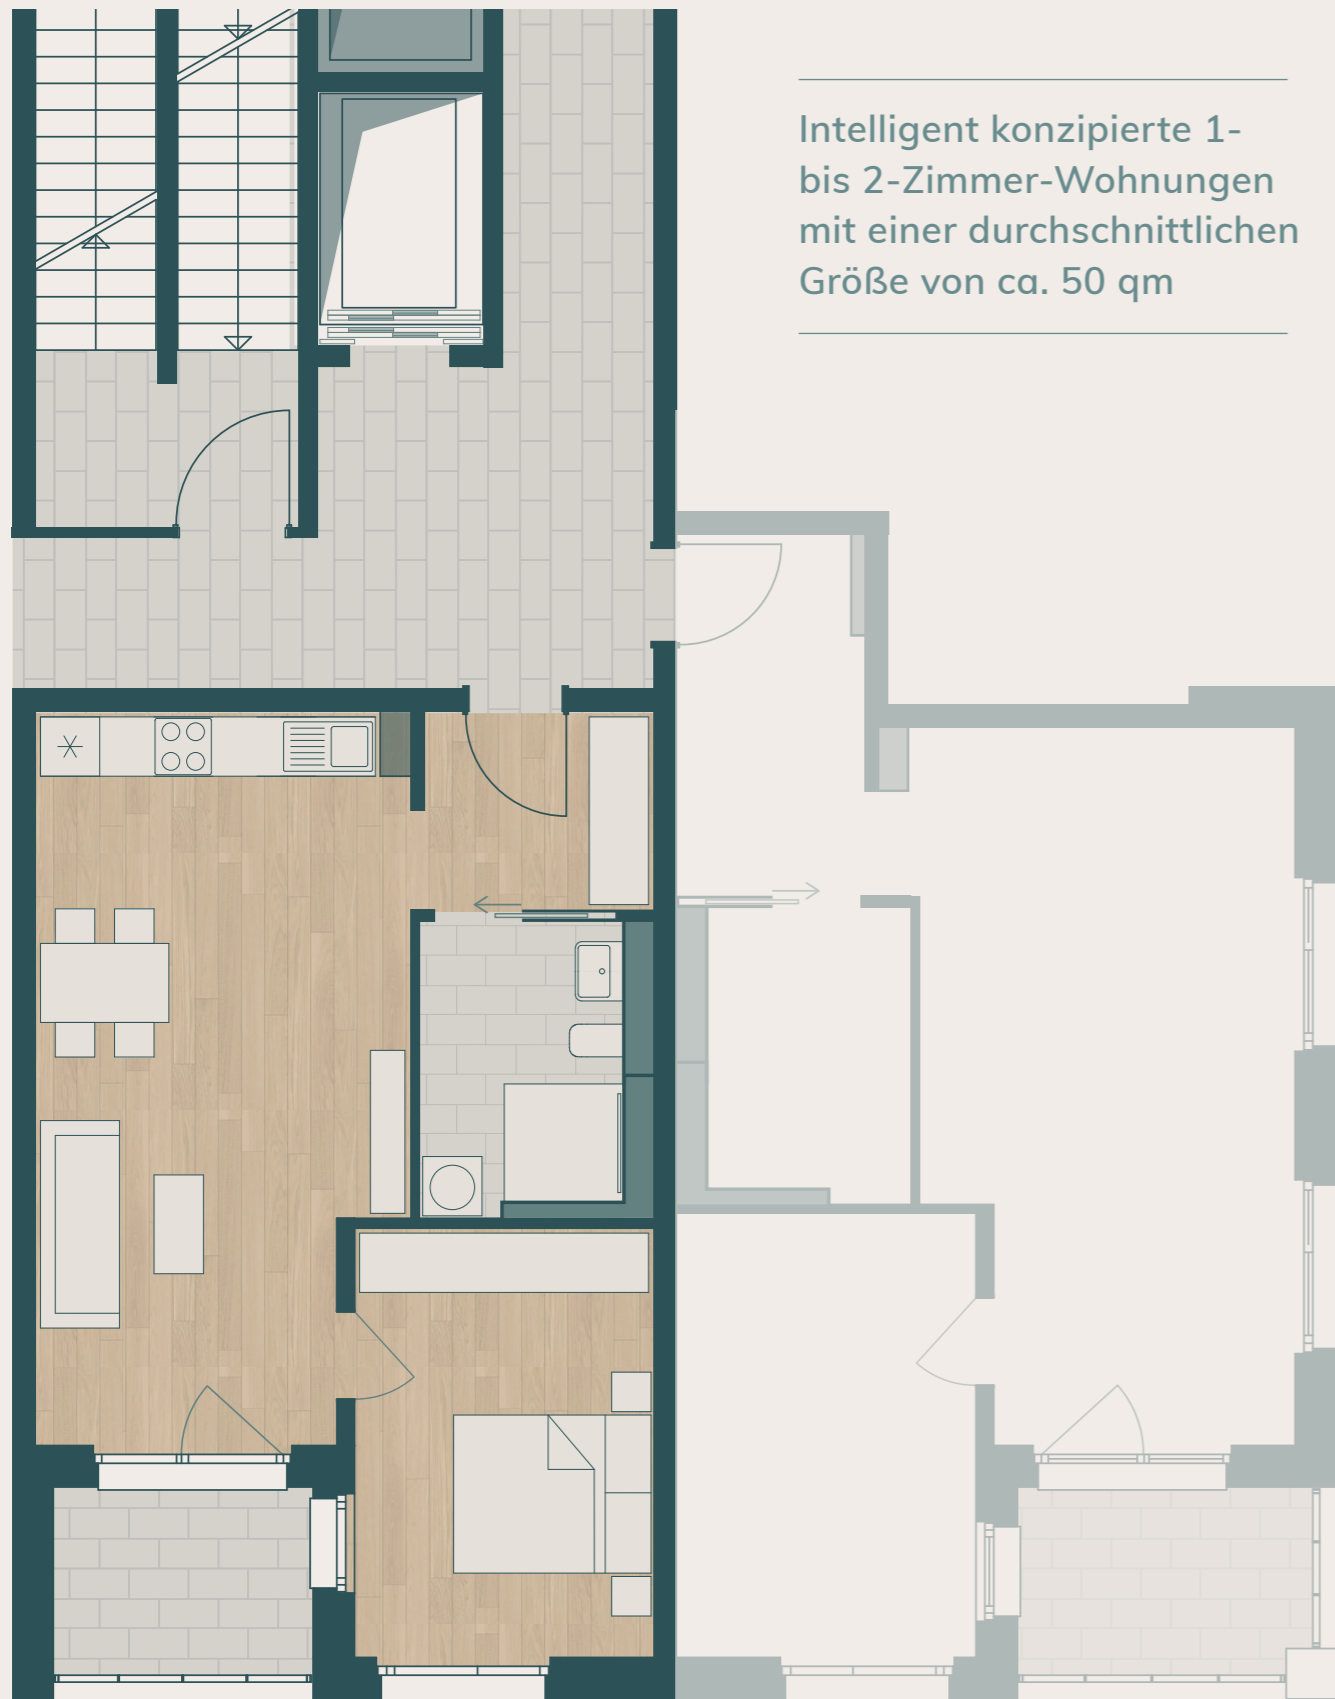 Intelligent konzipierte 1-
bis 2-Zimmer-Wohnungen
mit einer durchschnittlichen
Größe von ca. 50 qm